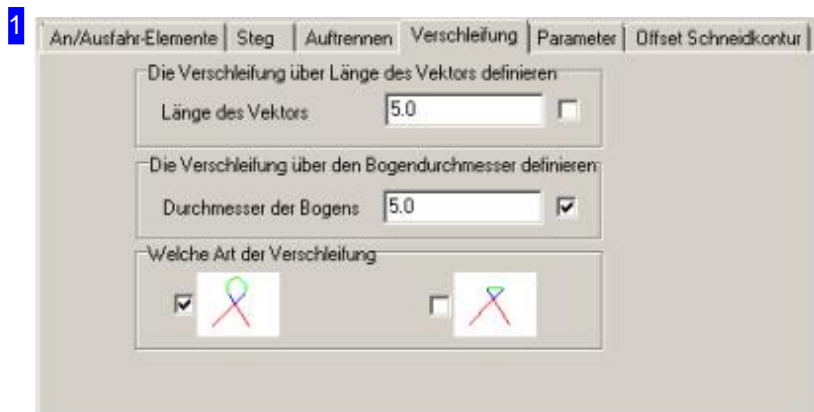 1
An/Ausfahr-Elemente Steg Auftrennen Verschleifung Parameter Offset Schneidkontur
Die Verschleifung über Länge des Vektors definieren
Länge des Vektors 5.0
Die Verschleifung über den Bogendurchmesser definieren
Durchmesser der Bogens 5.0
Welche Art der Verschleifung